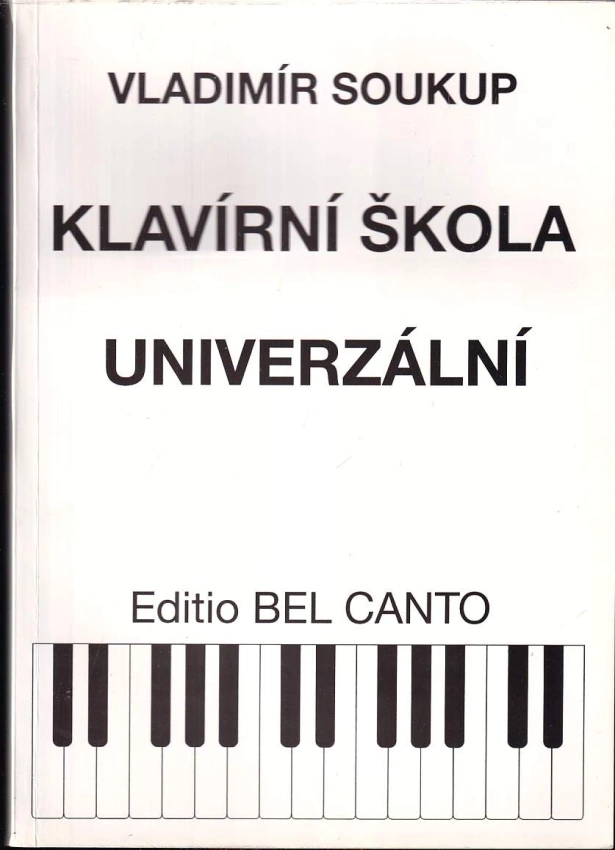 VLADIMÍR SOUKUP
KLAVÍRNÍ ŠKOLA
UNIVERZÁLNÍ
Editio BEL CANTO